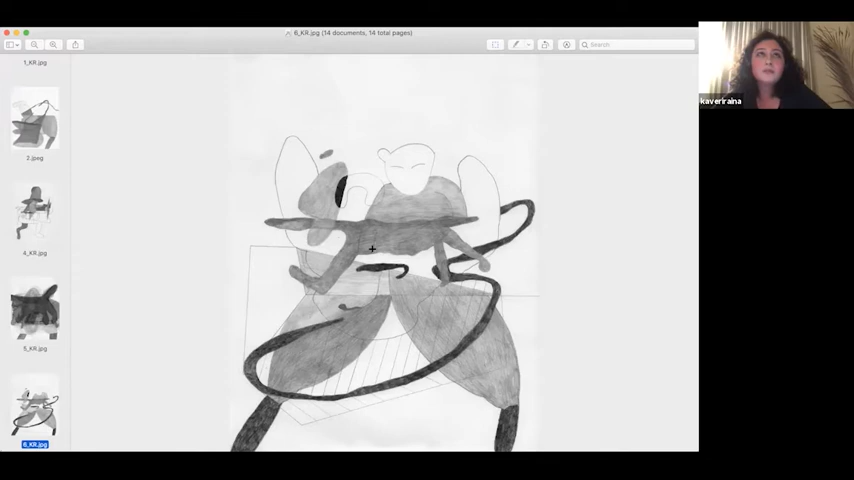 6_KR.jpg (14 documents, 14 total pages)
Search
1_KR.jpg
2.jpeg
4_KR.jpg
5_KR.jpg
6_KR.jpg
kaveriraina